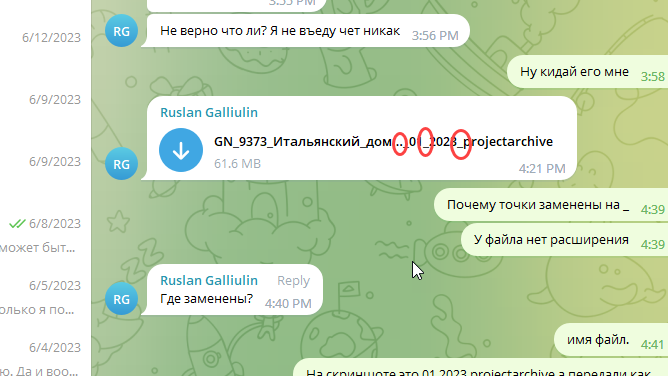 3:55 PM
6/12/2023
RG
Не верно что ли? Я не въеду чет никак 3:56 PM
Ну кидай его мне 3:58
6/9/2023
Ruslan Galliulin
GN_9373_Итальянский_дом..._01_2023_projectarchive
61.6 MB
4:21 PM
6/9/2023
RG
Почему точки заменены на _ 4:39
6/8/2023
У файла нет расширения 4:39
может быт...
Ruslan Galliulin Reply
6/5/2023
RG
Где заменены? 4:40 PM
олько я по...
имя файл. 4:41
6/4/2023
ю. Да и воо...
На скриншоте это 01 2023 projectarchive а передали как